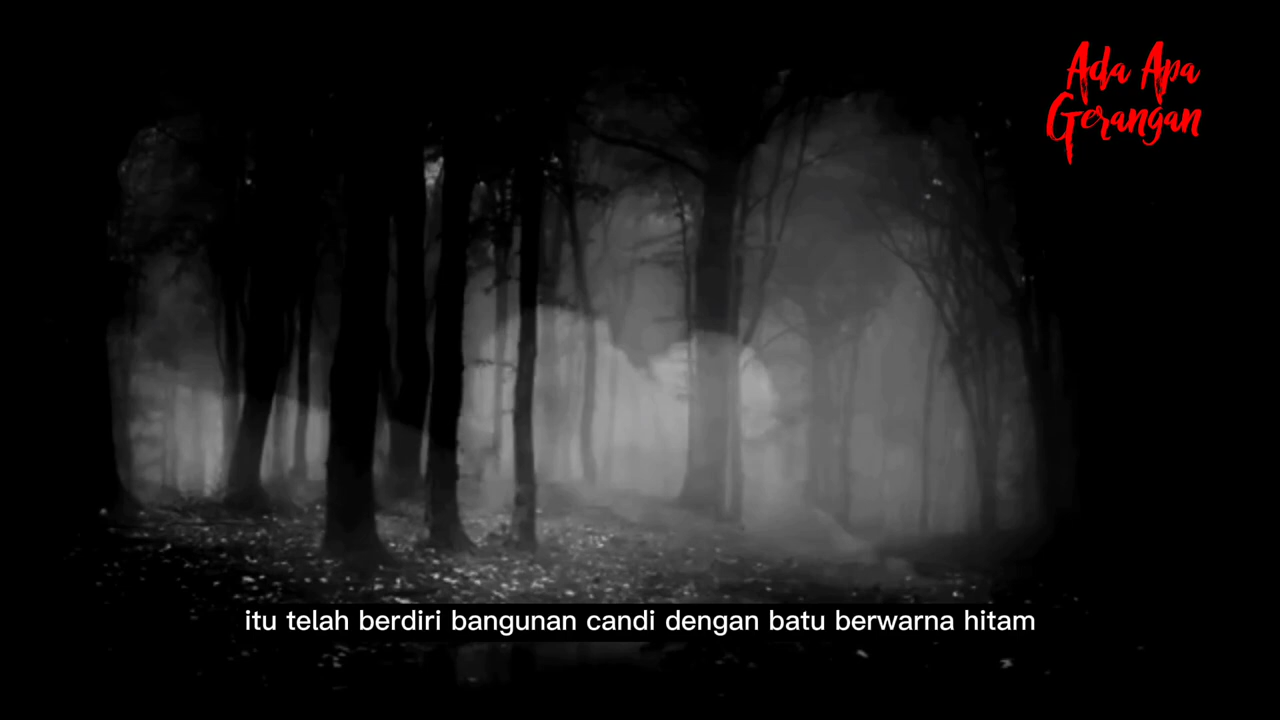 Ada Apa
Gerangan
itu telah berdiri bangunan candi dengan batu berwarna hitam